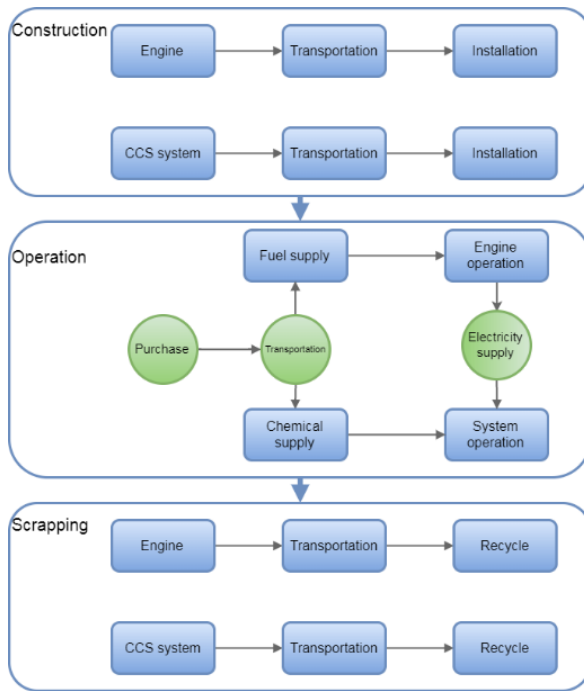 Construction
Engine
Transportation
Installation
CCS system
Transportation
Installation
Operation
Fuel supply
Engine
operation
Purchase
Transportation
Electricity
supply
Chemical
supply
System
operation
Scrapping
Engine
Transportation
Recycle
CCS system
Transportation
Recycle